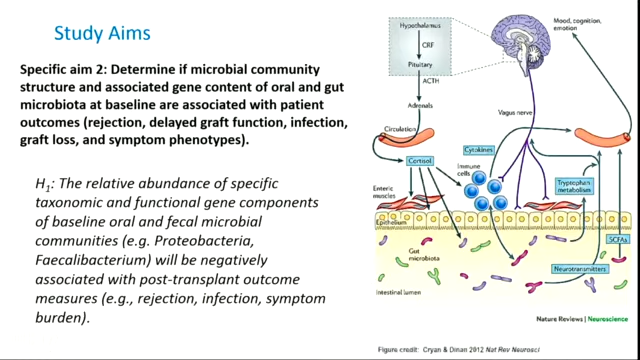 Study Aims
Specific aim 2: Determine if microbial community
structure and associated gene content of oral and gut
microbiota at baseline are associated with patient
outcomes (rejection, delayed graft function, infection,
graft loss, and symptom phenotypes).
H1: The relative abundance of specific
taxonomic and functional gene components
of baseline oral and fecal microbial
communities (e.g. Proteobacteria,
Faecalibacterium) will be negatively
associated with post-transplant outcome
measures (e.g., rejection, infection, symptom
burden).
Hypothalamus
CRF
Pituitary
ACTH
Adrenals
Circulation
Cortisol
Enteric
muscles
Epithelium
Gut
microbiota
Intestinal lumen
Mood, cognition,
emotion
Vagus nerve
Cytokines
Immune
cells
Tryptophan
metabolism
SCFAs
Neurotransmitters
Nature Reviews | Neuroscience
Figure credit: Cryan & Dinan 2012 Nat Rev Neurosci